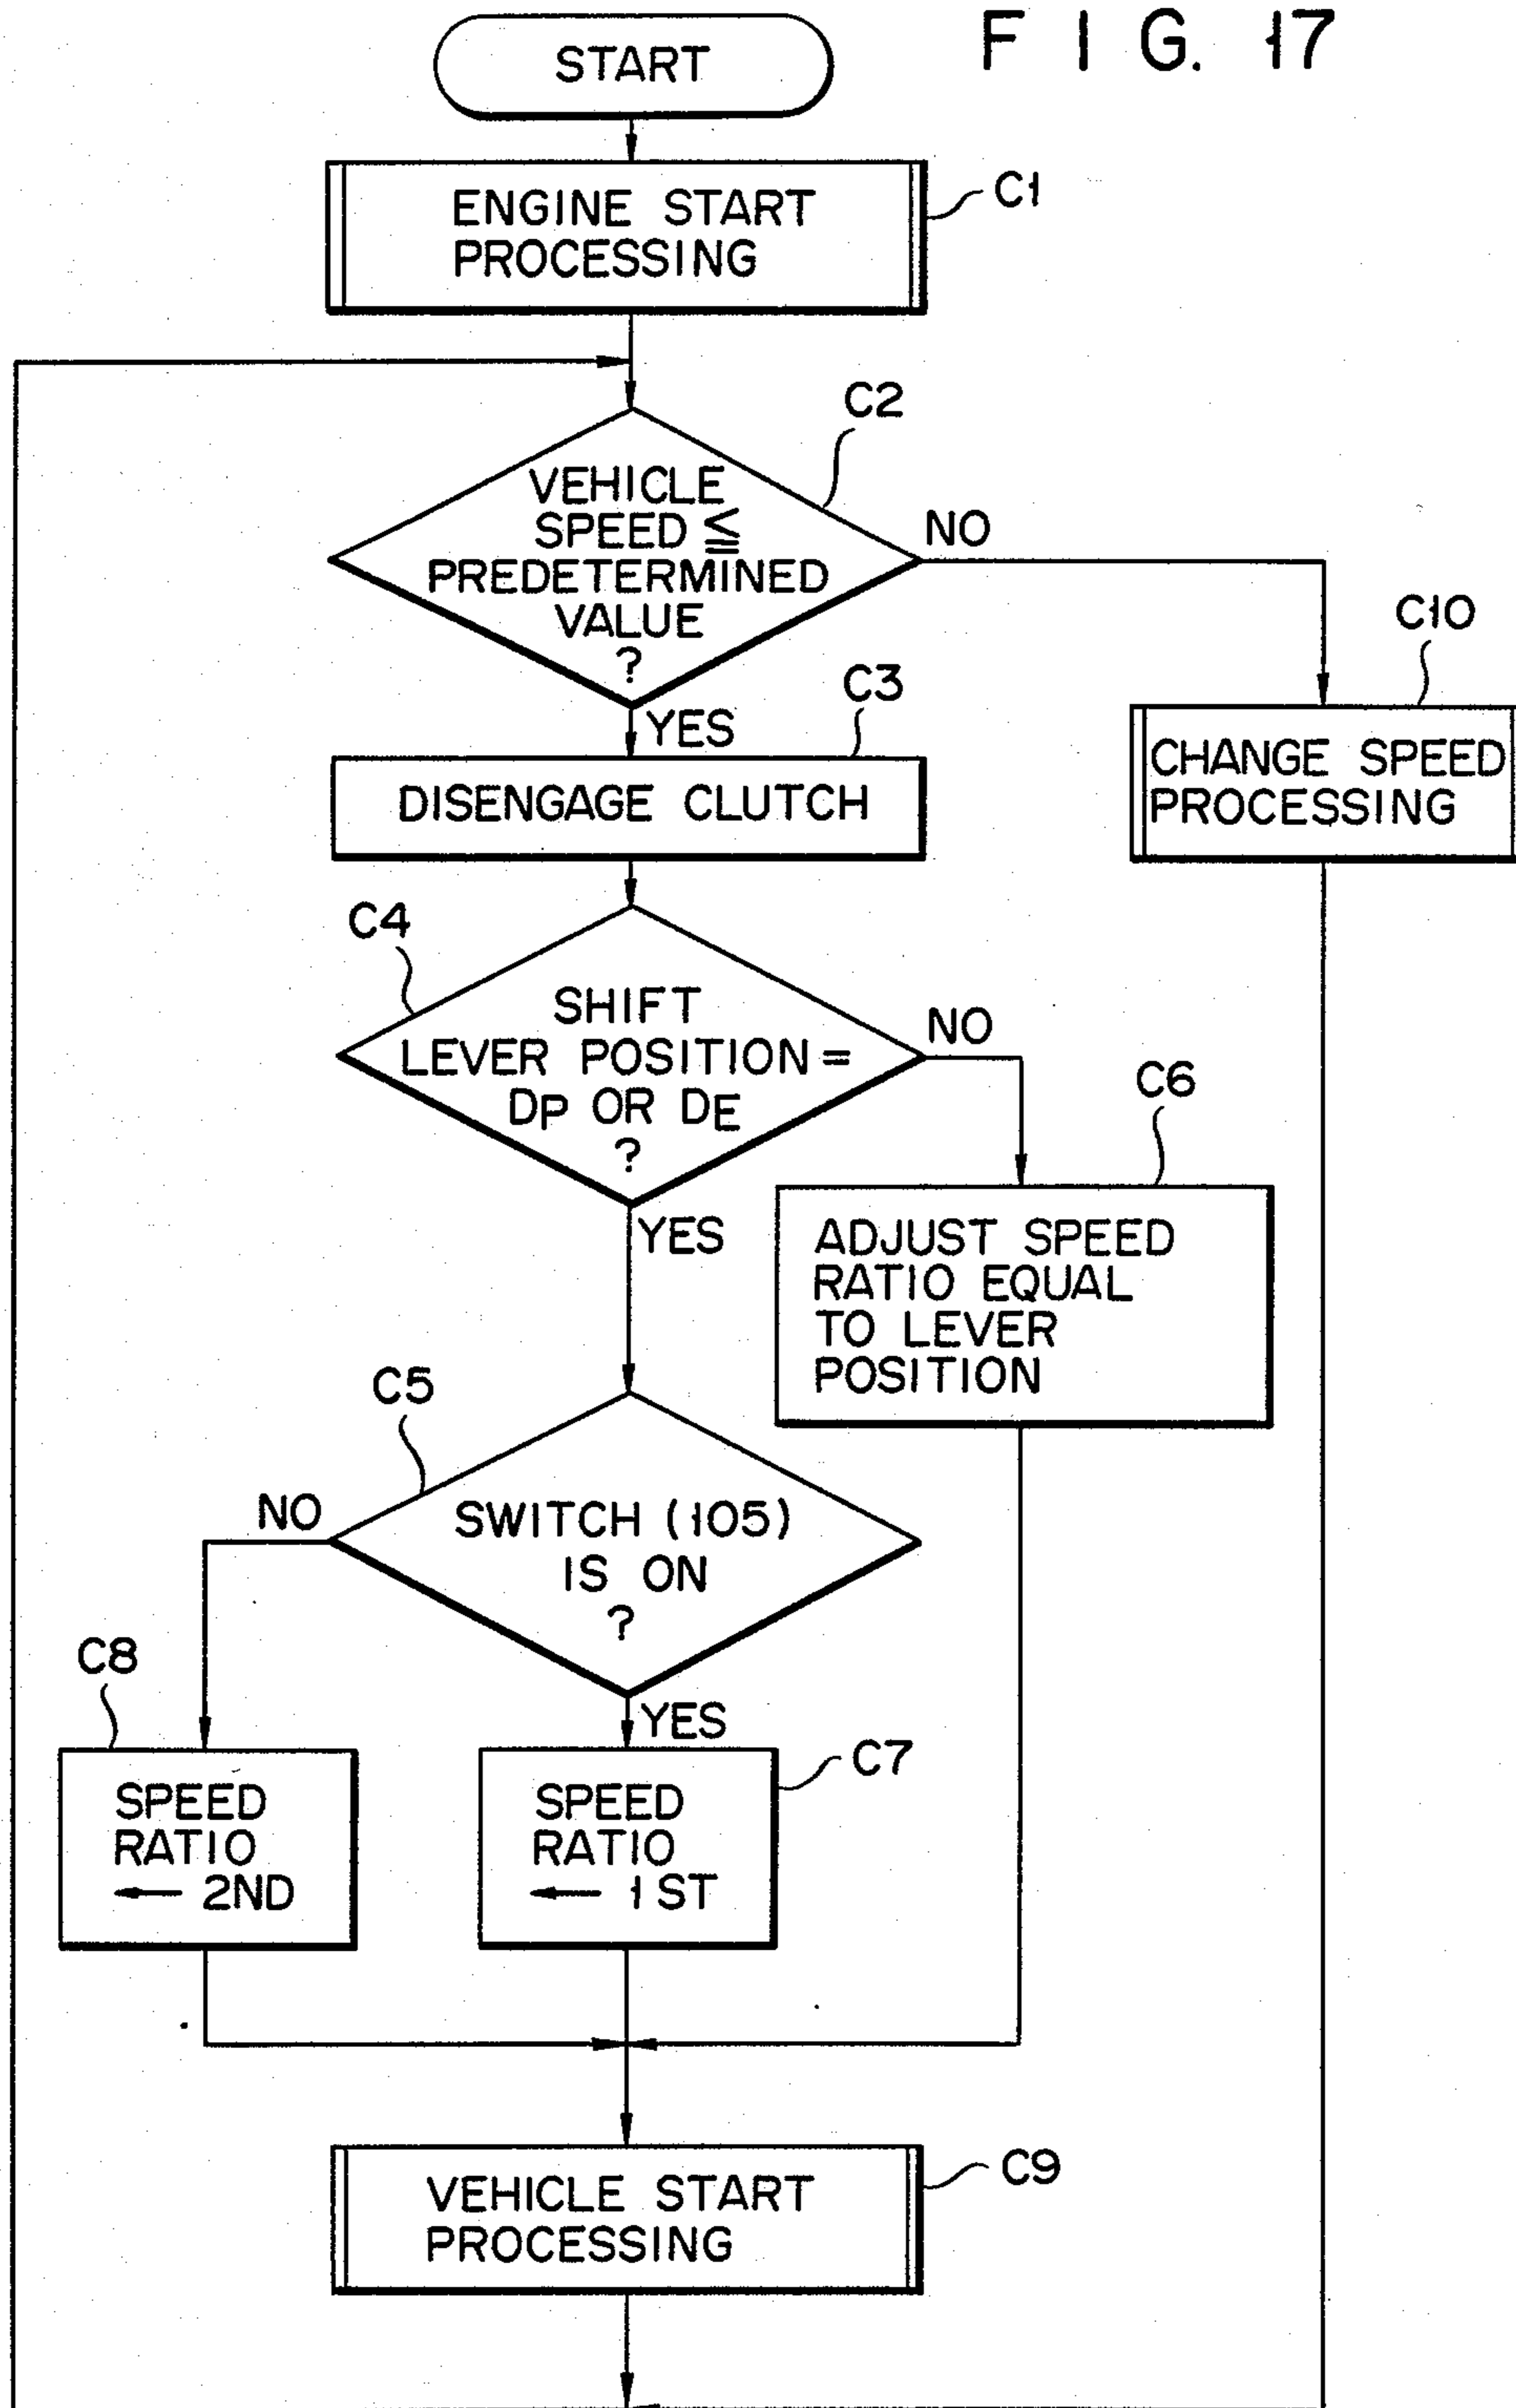 FIG. 17
START
C1
ENGINE START
PROCESSING
C2
VEHICLE
SPEED ≦
PREDETERMINED
VALUE
?
NO
YES
C10
CHANGE SPEED
PROCESSING
C3
DISENGAGE CLUTCH
C4
SHIFT
LEVER POSITION =
DP OR DE
?
NO
YES
C6
ADJUST SPEED
RATIO EQUAL
TO LEVER
POSITION
C5
SWITCH (105)
IS ON
?
NO
YES
C8
SPEED
RATIO
← 2ND
C7
SPEED
RATIO
← 1ST
C9
VEHICLE START
PROCESSING